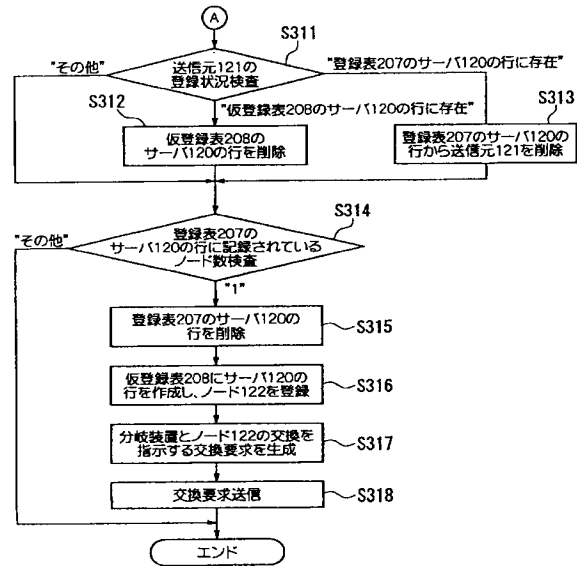 A
S311
送信元121の
登録状況検査
"その他"
"登録表207のサーバ120の行に存在"
"仮登録表208のサーバ120の行に存在"
S312
仮登録表208の
サーバ120の行を削除
S313
登録表207のサーバ120の
行から送信元121を削除
S314
"その他"
登録表207の
サーバ120の行に記録されている
ノード数検査
"1"
登録表207のサーバ120の
行を削除
S315
仮登録表208にサーバ120の
行を作成し、ノード122を登録
S316
分岐装置とノード122の交換を
指示する交換要求を生成
S317
交換要求送信
S318
エンド